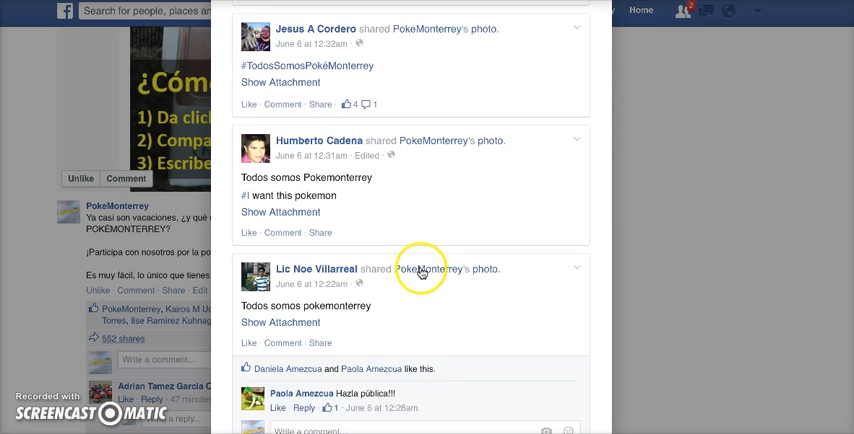 Search for people, places an
Home
2
¿Cóm
1) Da clic
2) Compa
3) Escribe
Unlike
Comment
PokeMonterrey
Ya casi son vacaciones, ¿y qué r
POKÉMONTERREY?
¡Participa con nosotros por la po
Es muy fácil, lo único que tienes
Unlike · Comment · Share · Edit
PokeMonterrey, Kairos M Uc
Torres, Ilse Ramírez Kuhnag
552 shares
Write a comment...
Adrian Tamez Garcia C
Like · Reply · 47 minutes
Write a reply...
Jesus A Cordero shared PokeMonterrey's photo.
June 6 at 12:32am ·
#TodosSomosPokéMonterrey
Show Attachment
Like · Comment · Share · 4 1
Humberto Cadena shared PokeMonterrey's photo.
June 6 at 12:31am · Edited ·
Todos somos Pokemonterrey
#I want this pokemon
Show Attachment
Like · Comment · Share
Lic Noe Villarreal shared PokeMonterrey's photo.
June 6 at 12:22am ·
Todos somos pokemonterrey
Show Attachment
Like · Comment · Share
Daniela Amezcua and Paola Amezcua like this.
Paola Amezcua Hazla pública!!!
Like · Reply · 1 · June 6 at 12:28am
Write a comment...
Recorded with
SCREENCAST O MATIC